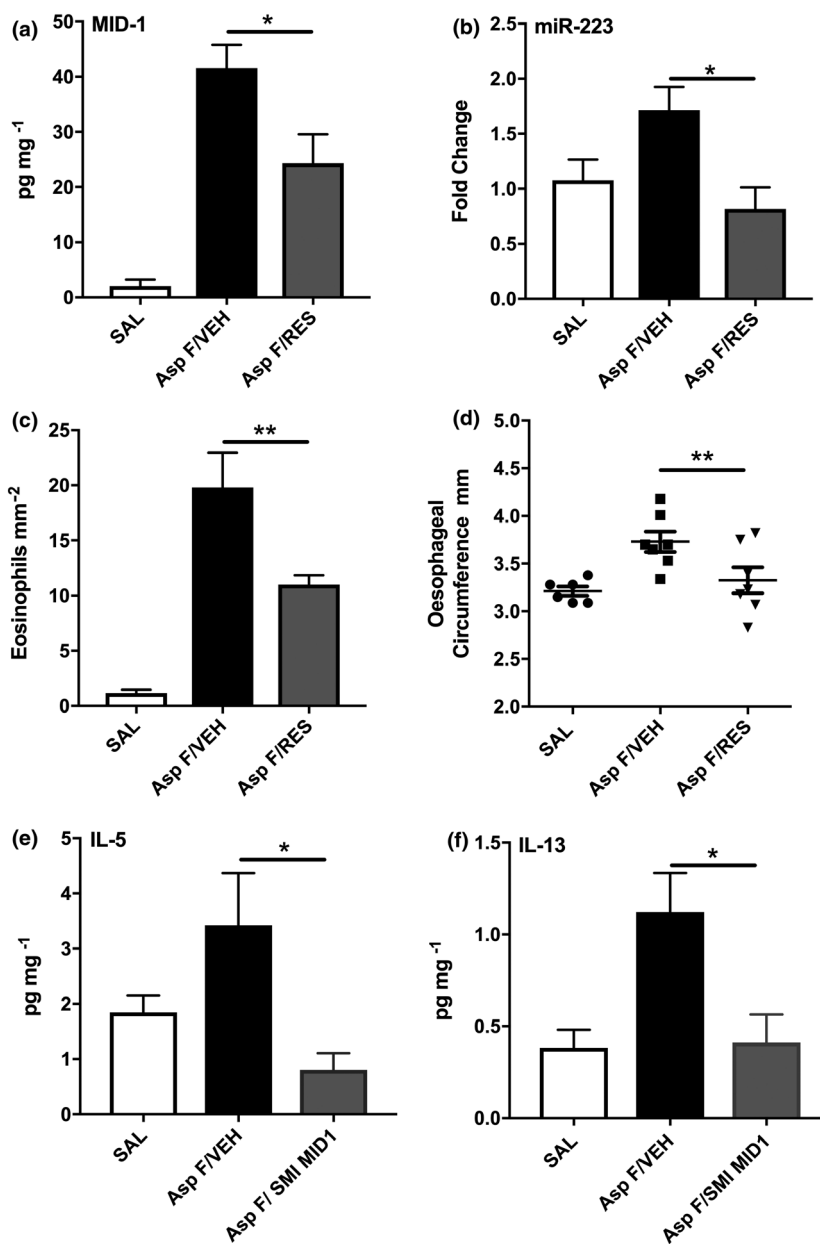 (a) MID-1
*
50
40
30
20
10
0
pg mg -1
SAL
Asp F/VEH
Asp F/RES
(b) miR-223
*
2.5
2.0
1.5
1.0
0.5
0.0
Fold Change
SAL
Asp F/VEH
Asp F/RES
(c)
**
25
20
15
10
5
0
Eosinophils mm−2
SAL
Asp F/VEH
Asp F/RES
(d)
**
5.0
4.5
4.0
3.5
3.0
2.5
2.0
Oesophageal
Circumference mm
SAL
Asp F/VEH
Asp F/RES
(e) IL-5
*
5
4
3
2
1
0
pg mg -1
SAL
Asp F/VEH
Asp F/ SMI MID1
(f) IL-13
*
1.5
1.0
0.5
0.0
pg mg -1
SAL
Asp F/VEH
Asp F/SMI MID1